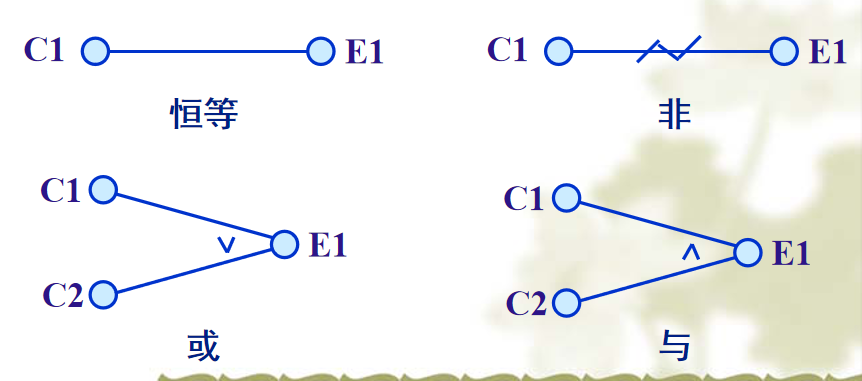 C1 E1 C1 E1
恒等 非
C1 C1
∨ E1 ∧ E1
C2 C2
或 与